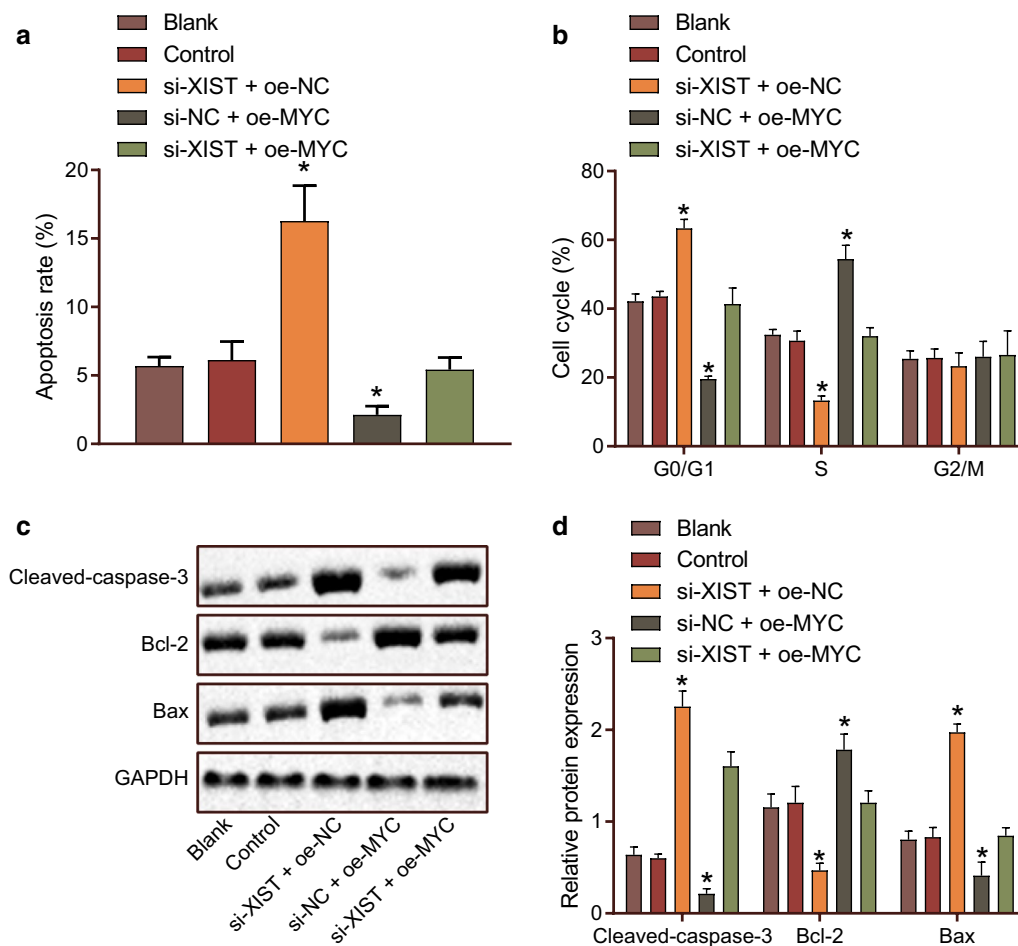 a
Blank
Control
si-XIST + oe-NC
si-NC + oe-MYC
si-XIST + oe-MYC
Apoptosis rate (%)
20
15
10
5
0
*
*
b
Blank
Control
si-XIST + oe-NC
si-NC + oe-MYC
si-XIST + oe-MYC
Cell cycle (%)
80
60
40
20
0
*
*
*
*
G0/G1 S G2/M
c
Cleaved-caspase-3
Bcl-2
Bax
GAPDH
Blank
Control
si-XIST + oe-NC
si-NC + oe-MYC
si-XIST + oe-MYC
d
Blank
Control
si-XIST + oe-NC
si-NC + oe-MYC
si-XIST + oe-MYC
Relative protein expression
3
2
1
0
*
*
*
*
*
*
Cleaved-caspase-3 Bcl-2 Bax